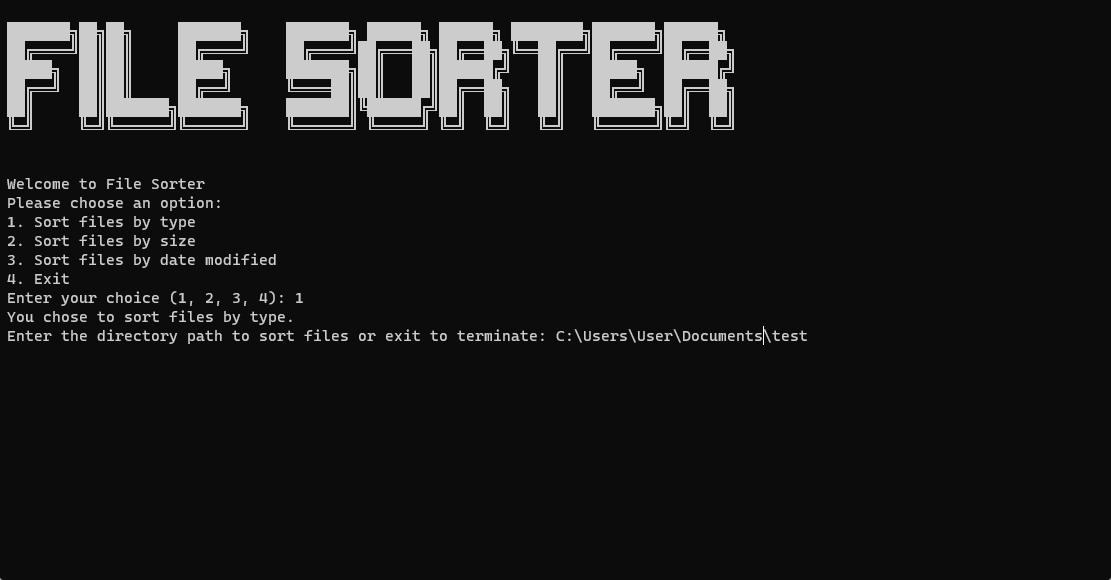 FILE SORTER
Welcome to File Sorter
Please choose an option:
1. Sort files by type
2. Sort files by size
3. Sort files by date modified
4. Exit
Enter your choice (1, 2, 3, 4): 1
You chose to sort files by type.
Enter the directory path to sort files or exit to terminate: C:\Users\User\Documents\test